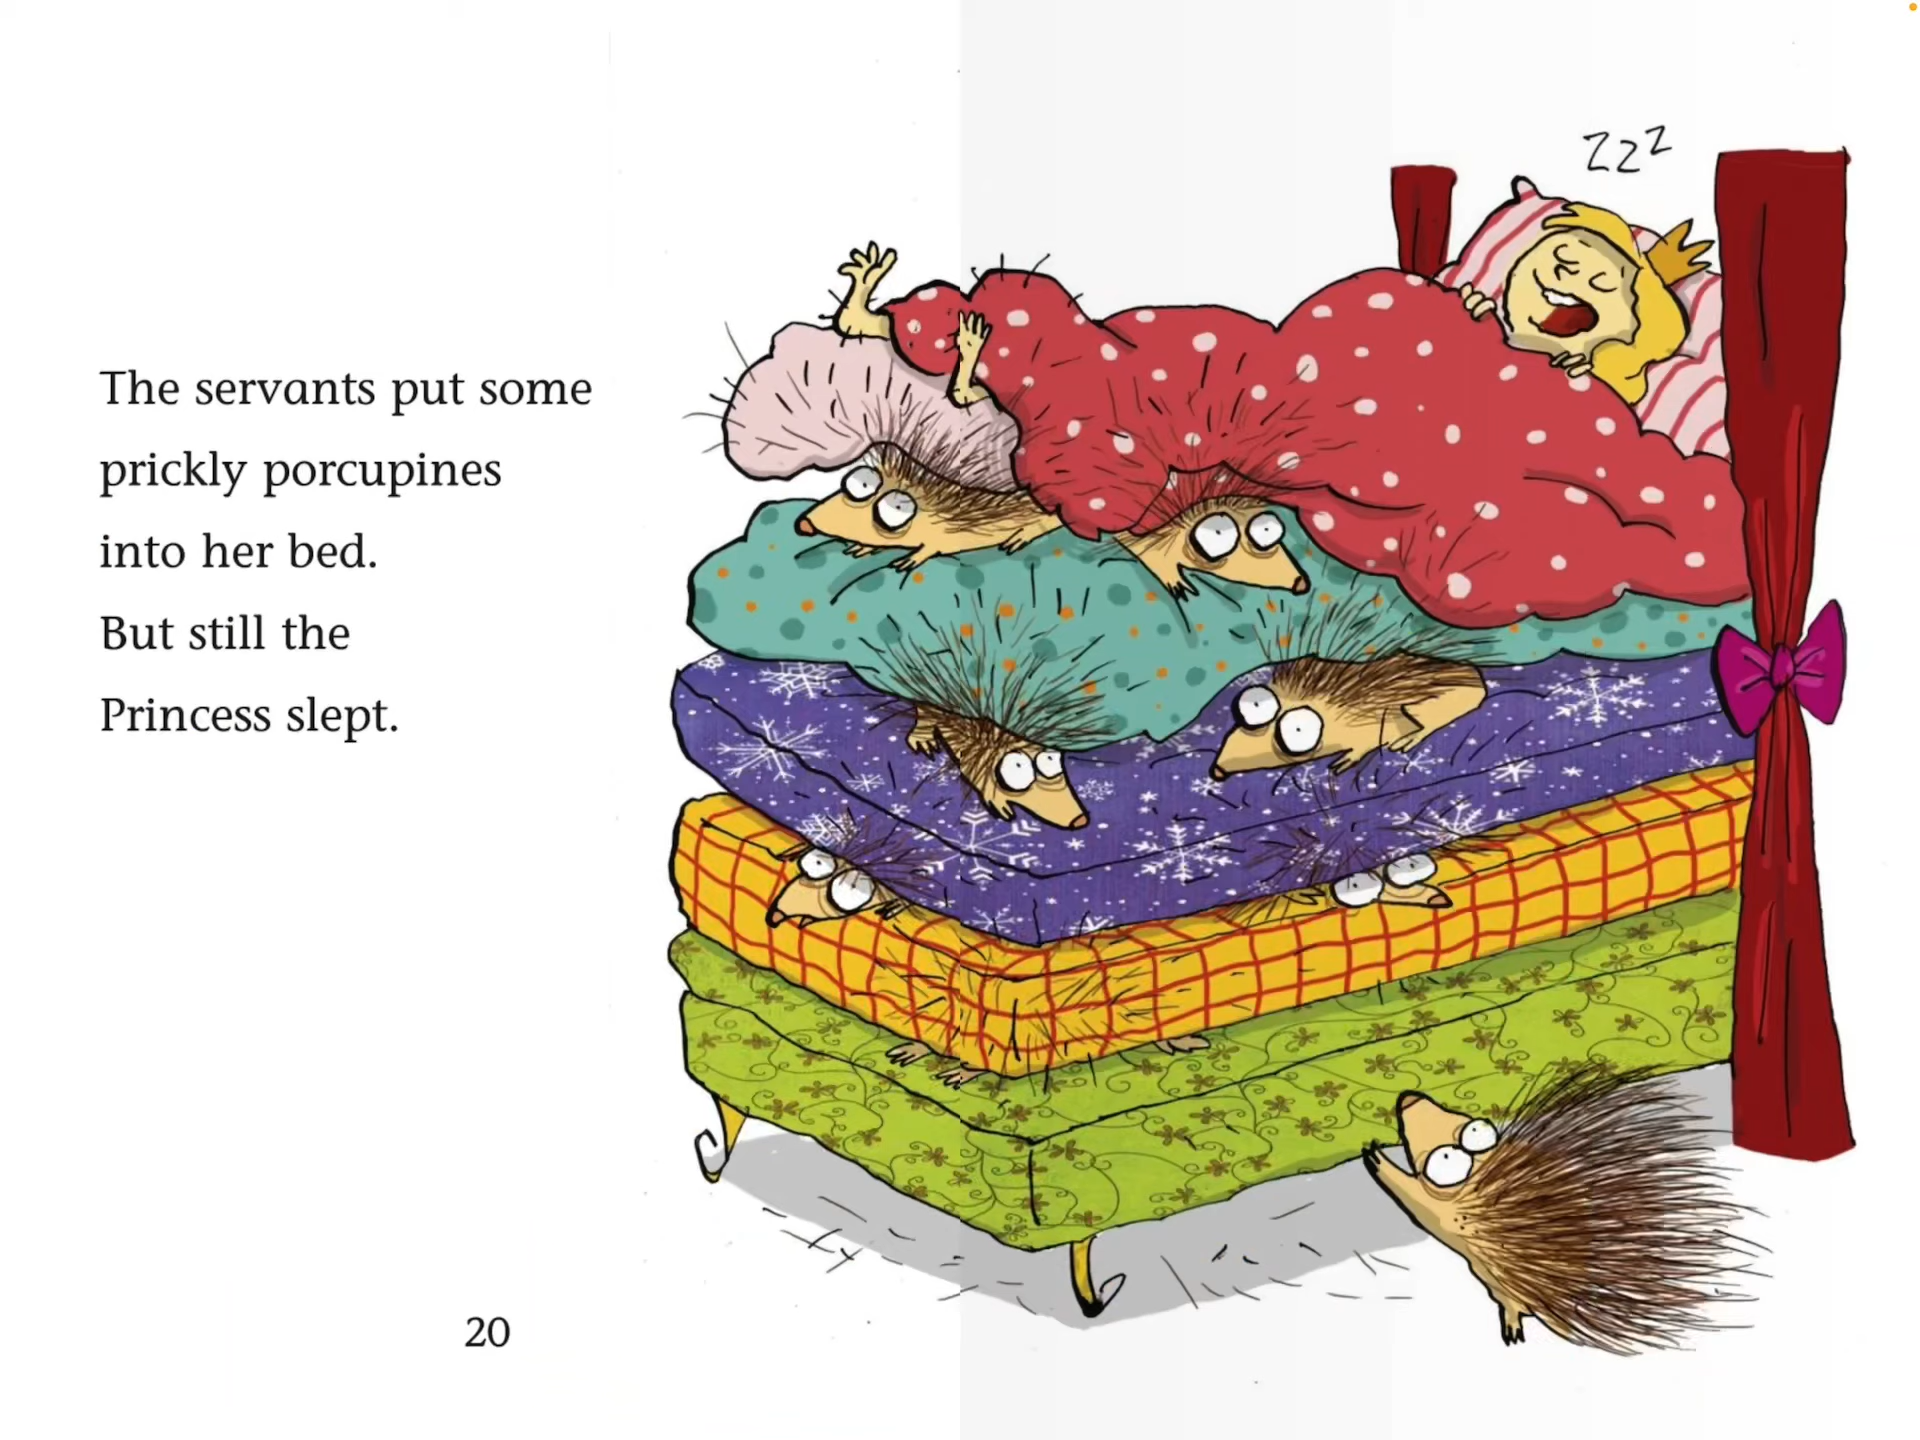 The servants put some
prickly porcupines
into her bed.
But still the
Princess slept.
zzz
20